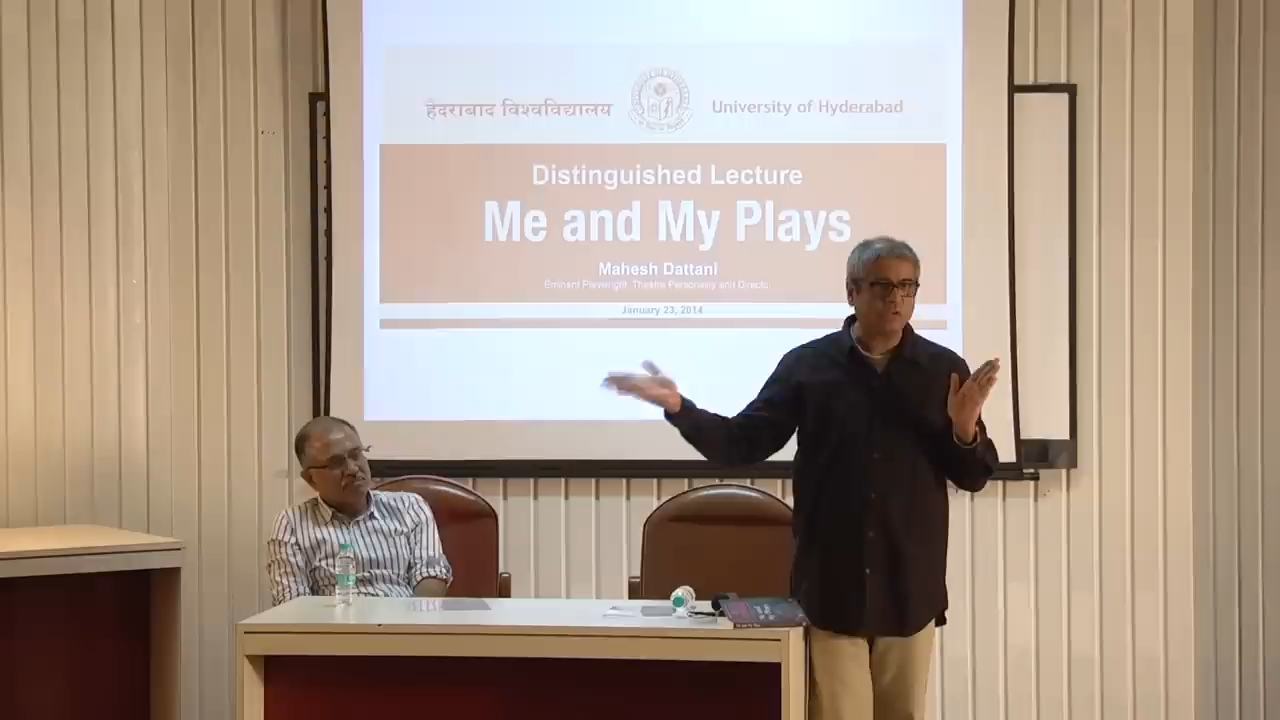 हैदराबाद विश्वविद्यालय
University of Hyderabad
Distinguished Lecture
Me and My Plays
Mahesh Dattani
Eminent Playwright, Theatre Personality and Director
January 23, 2014